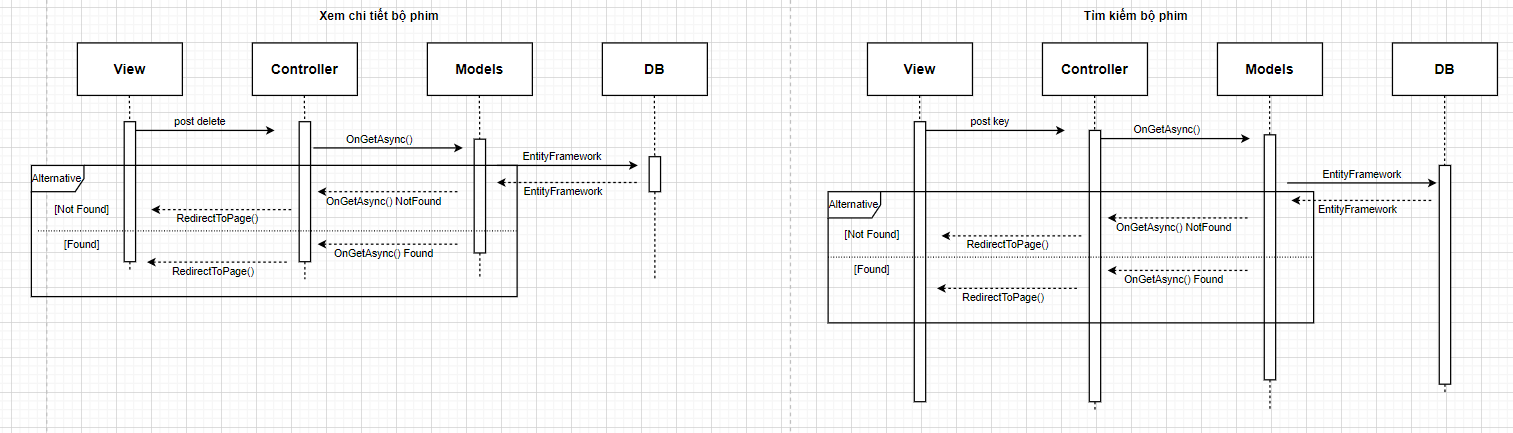 Xem chi tiết bộ phim
View
Controller
Models
DB
post delete
OnGetAsync()
EntityFramework
Alternative
EntityFramework
OnGetAsync() NotFound
[Not Found]
RedirectToPage()
[Found]
OnGetAsync() Found
RedirectToPage()
Tìm kiếm bộ phim
View
Controller
Models
DB
post key
OnGetAsync()
EntityFramework
Alternative
EntityFramework
OnGetAsync() NotFound
[Not Found]
RedirectToPage()
[Found]
OnGetAsync() Found
RedirectToPage()